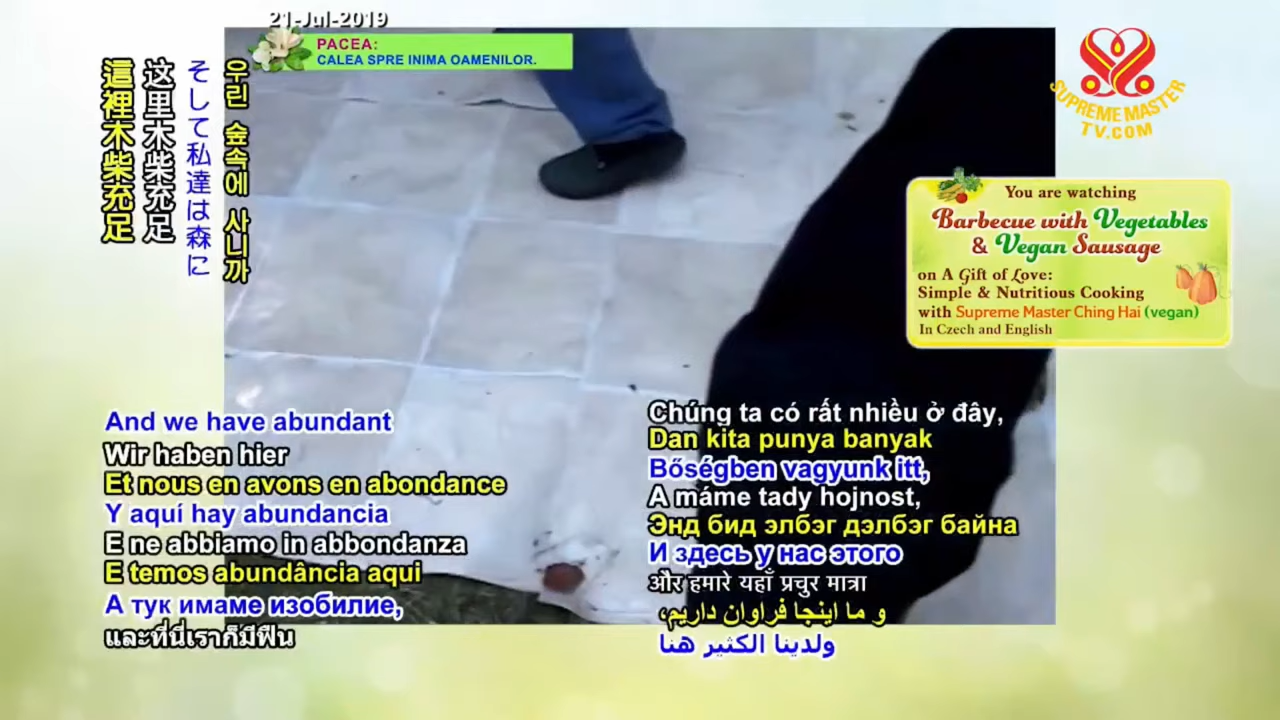 21-Jul-2019
PACEA:
CALEA SPRE INIMA OAMENILOR.
SUPREME MASTER
TV.COM
You are watching
Barbecue with Vegetables
& Vegan Sausage
on A Gift of Love:
Simple & Nutritious Cooking
with Supreme Master Ching Hai (vegan)
In Czech and English
우린 숲속에 사니까
そして私達は森に
这里木柴充足
這裡木柴充足
And we have abundant
Wir haben hier
Et nous en avons en abondance
Y aquí hay abundancia
E ne abbiamo in abbondanza
E temos abundância aqui
А тук имаме изобилие,
และที่นี่เราก็มีฟืน
Chúng ta có rất nhiều ở đây,
Dan kita punya banyak
Bőségben vagyunk itt,
A máme tady hojnost,
Энд бид элбэг дэлбэг байна
И здесь у нас этого
और हमारे यहाँ प्रचुर मात्रा
و ما اینجا فراوان داریم،
ولدينا الكثير هنا